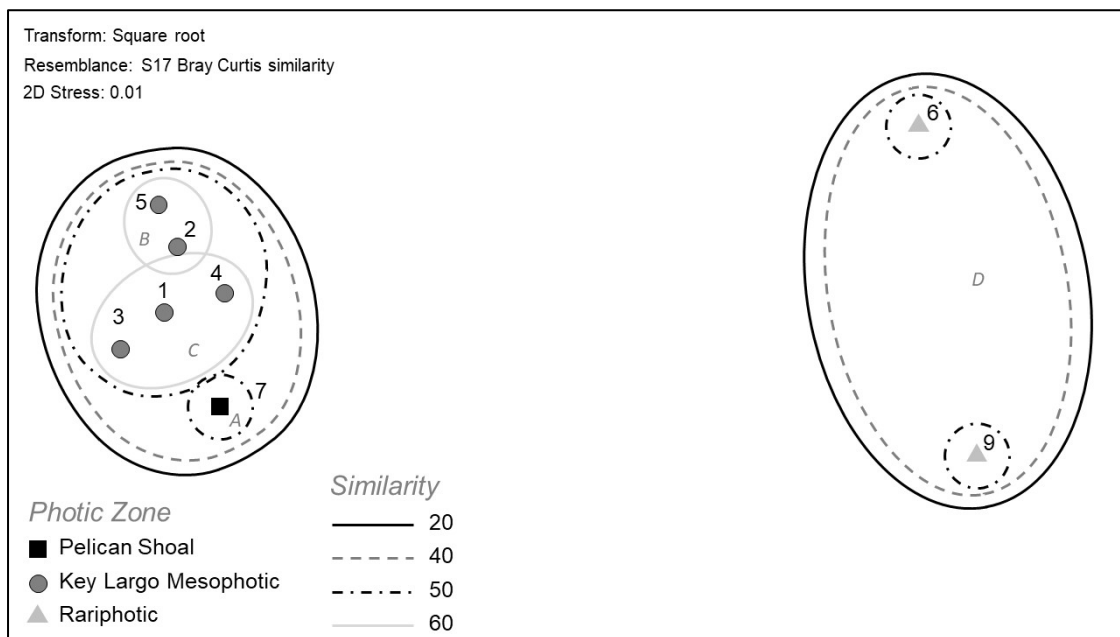 Transform: Square root
Resemblance: S17 Bray Curtis similarity
2D Stress: 0.01
6
5
2
B
4
1
3
C
D
7
A
9
Photic Zone
Pelican Shoal
Key Largo Mesophotic
Rariphotic
Similarity
20
40
50
60